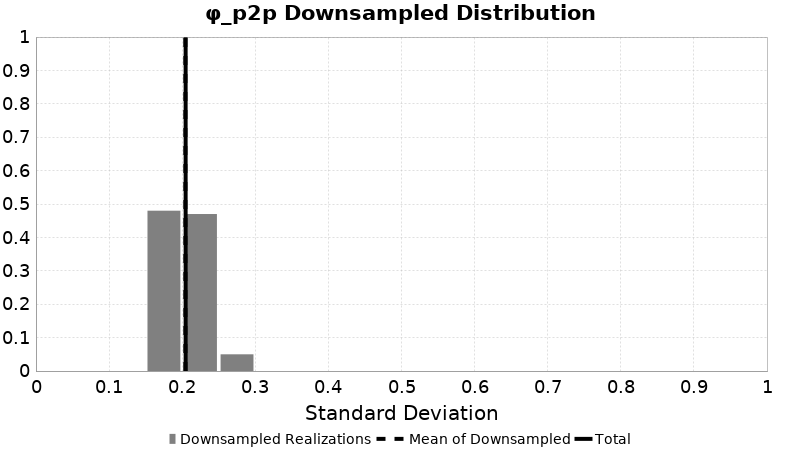 φ_p2p Downsampled Distribution
1
0.9
0.8
0.7
0.6
0.5
0.4
0.3
0.2
0.1
0
0 0.1 0.2 0.3 0.4 0.5 0.6 0.7 0.8 0.9 1
Standard Deviation
Downsampled Realizations Mean of Downsampled Total